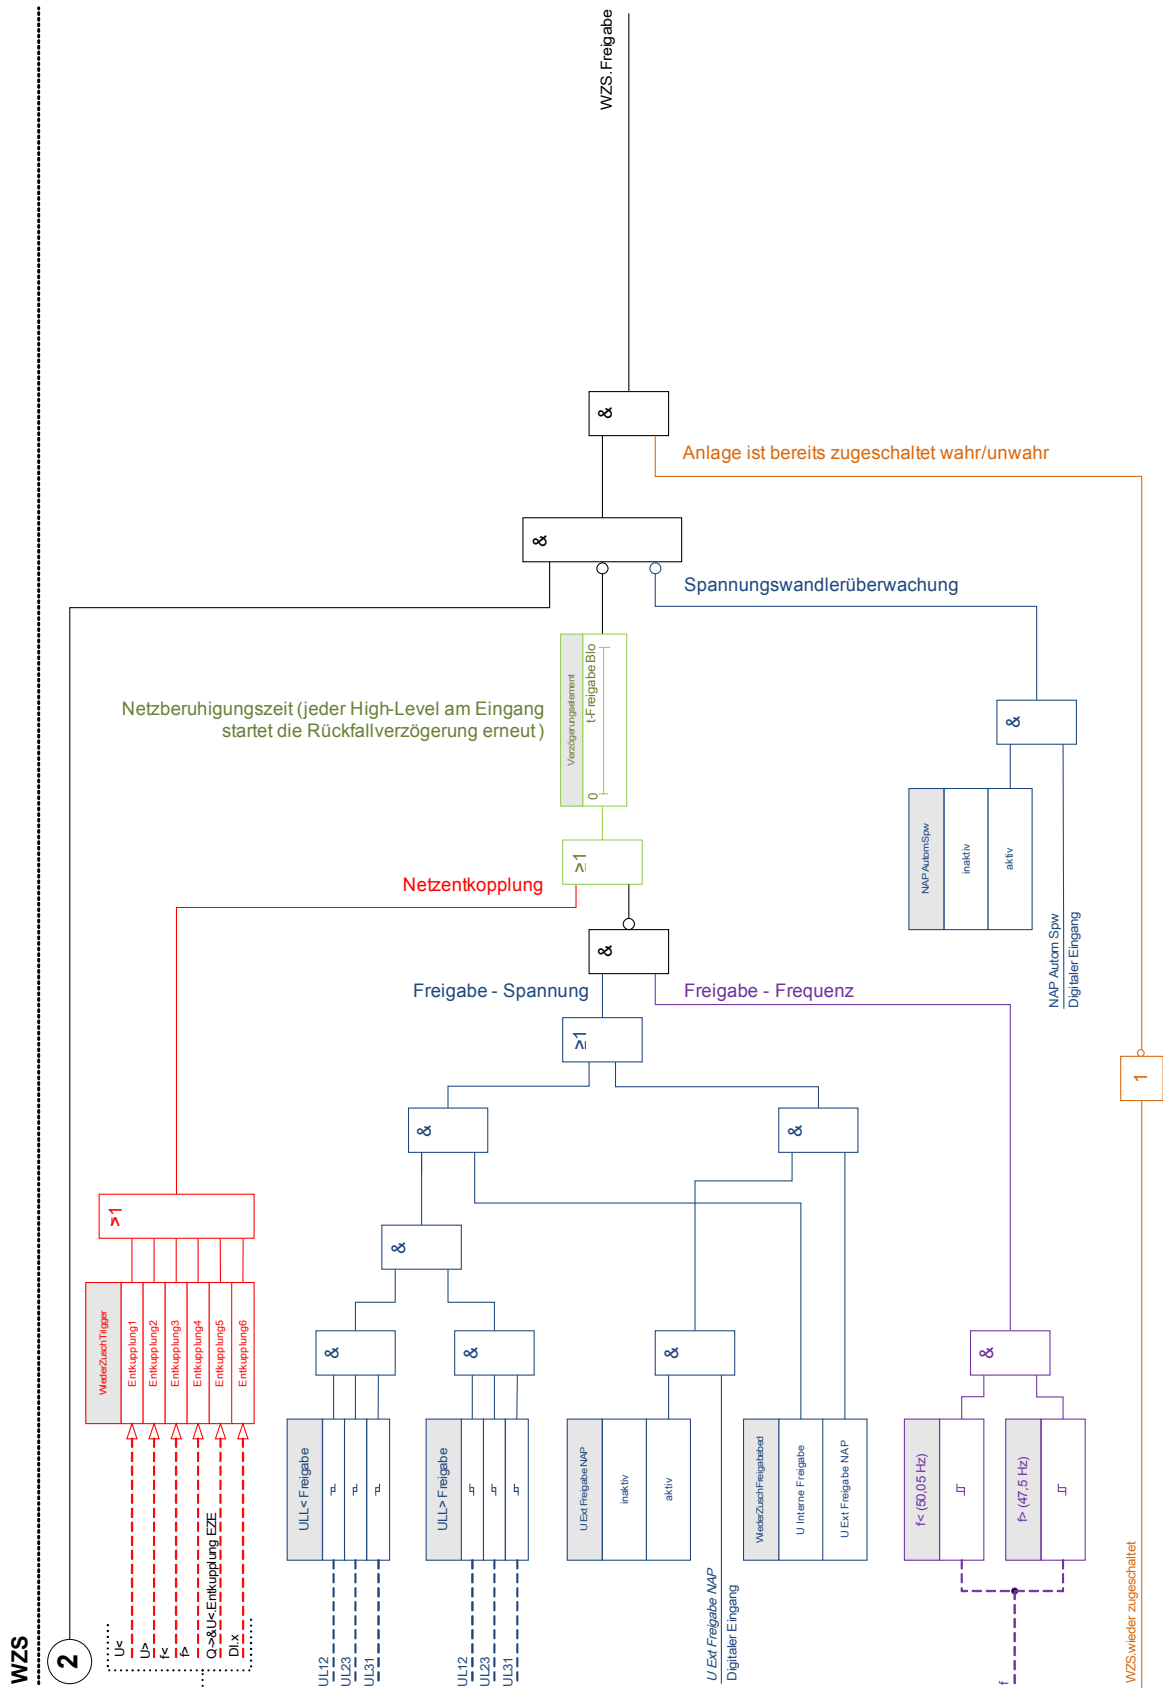 WZS
2
U<
U>
f<
f>
Q->&U<.Entkupplung EZE
DI.x
WiederZuschTrigger
Entkupplung1
Entkupplung2
Entkupplung3
Entkupplung4
Entkupplung5
Entkupplung6
≥1
Netzentkopplung
UL12
UL23
UL31
ULL< Freigabe
&
UL12
UL23
UL31
ULL> Freigabe
&
&
&
U Ext Freigabe NAP
Digitaler Eingang
U Ext Freigabe NAP
inaktiv
aktiv
&
WiederZuschFreigabebed
U Interne Freigabe
U Ext Freigabe NAP
&
≥1
Freigabe - Spannung
f
f< (50,05 Hz)
f> (47,5 Hz)
&
Freigabe - Frequenz
&
≥1
Netzberuhigungszeit (jeder High-Level am Eingang
startet die Rückfallverzögerung erneut)
Verzögerungselement
0
t-Freigabe Blo
NAP Autom Spw
Digitaler Eingang
NAP Autom Spw
inaktiv
aktiv
&
Spannungswandlerüberwachung
&
WZS.wieder zugeschaltet
1
Anlage ist bereits zugeschaltet wahr/unwahr
&
WZS.Freigabe